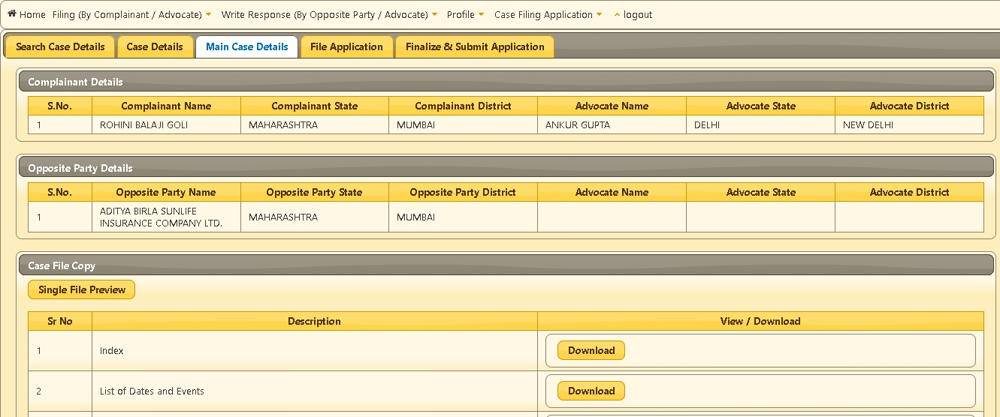 Home Filing (By Complainant / Advocate) Write Response (By Opposite Party / Advocate) Profile Case Filing Application logout
Search Case Details Case Details Main Case Details File Application Finalize & Submit Application
Complainant Details
S.No. Complainant Name Complainant State Complainant District Advocate Name Advocate State Advocate District
1 ROHINI BALAJI GOLI MAHARASHTRA MUMBAI ANKUR GUPTA DELHI NEW DELHI
Opposite Party Details
S.No. Opposite Party Name Opposite Party State Opposite Party District Advocate Name Advocate State Advocate District
1 ADITYA BIRLA SUNLIFE
INSURANCE COMPANY LTD. MAHARASHTRA MUMBAI
Case File Copy
Single File Preview
Sr No Description View / Download
1 Index Download
2 List of Dates and Events Download